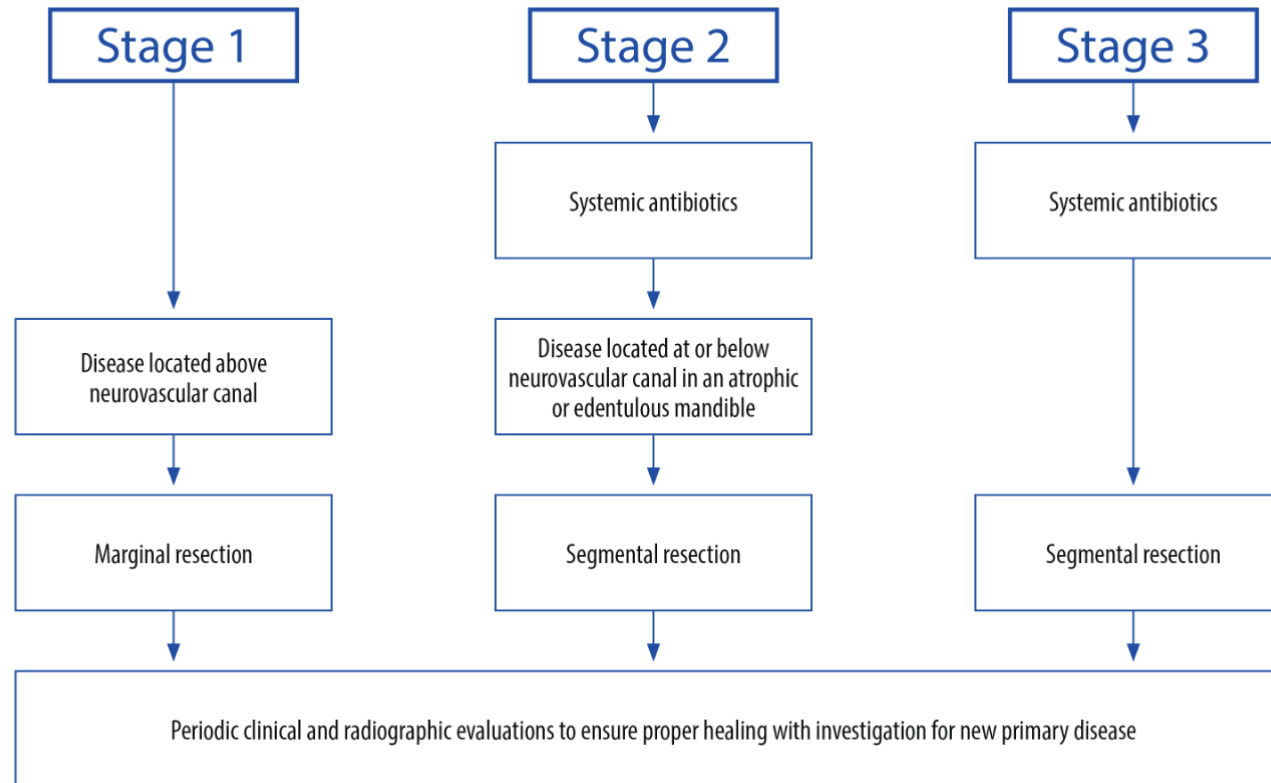 Stage 1
Stage 2
Stage 3
Systemic antibiotics
Systemic antibiotics
Disease located above
neurovascular canal
Disease located at or below
neurovascular canal in an atrophic
or edentulous mandible
Marginal resection
Segmental resection
Segmental resection
Periodic clinical and radiographic evaluations to ensure proper healing with investigation for new primary disease